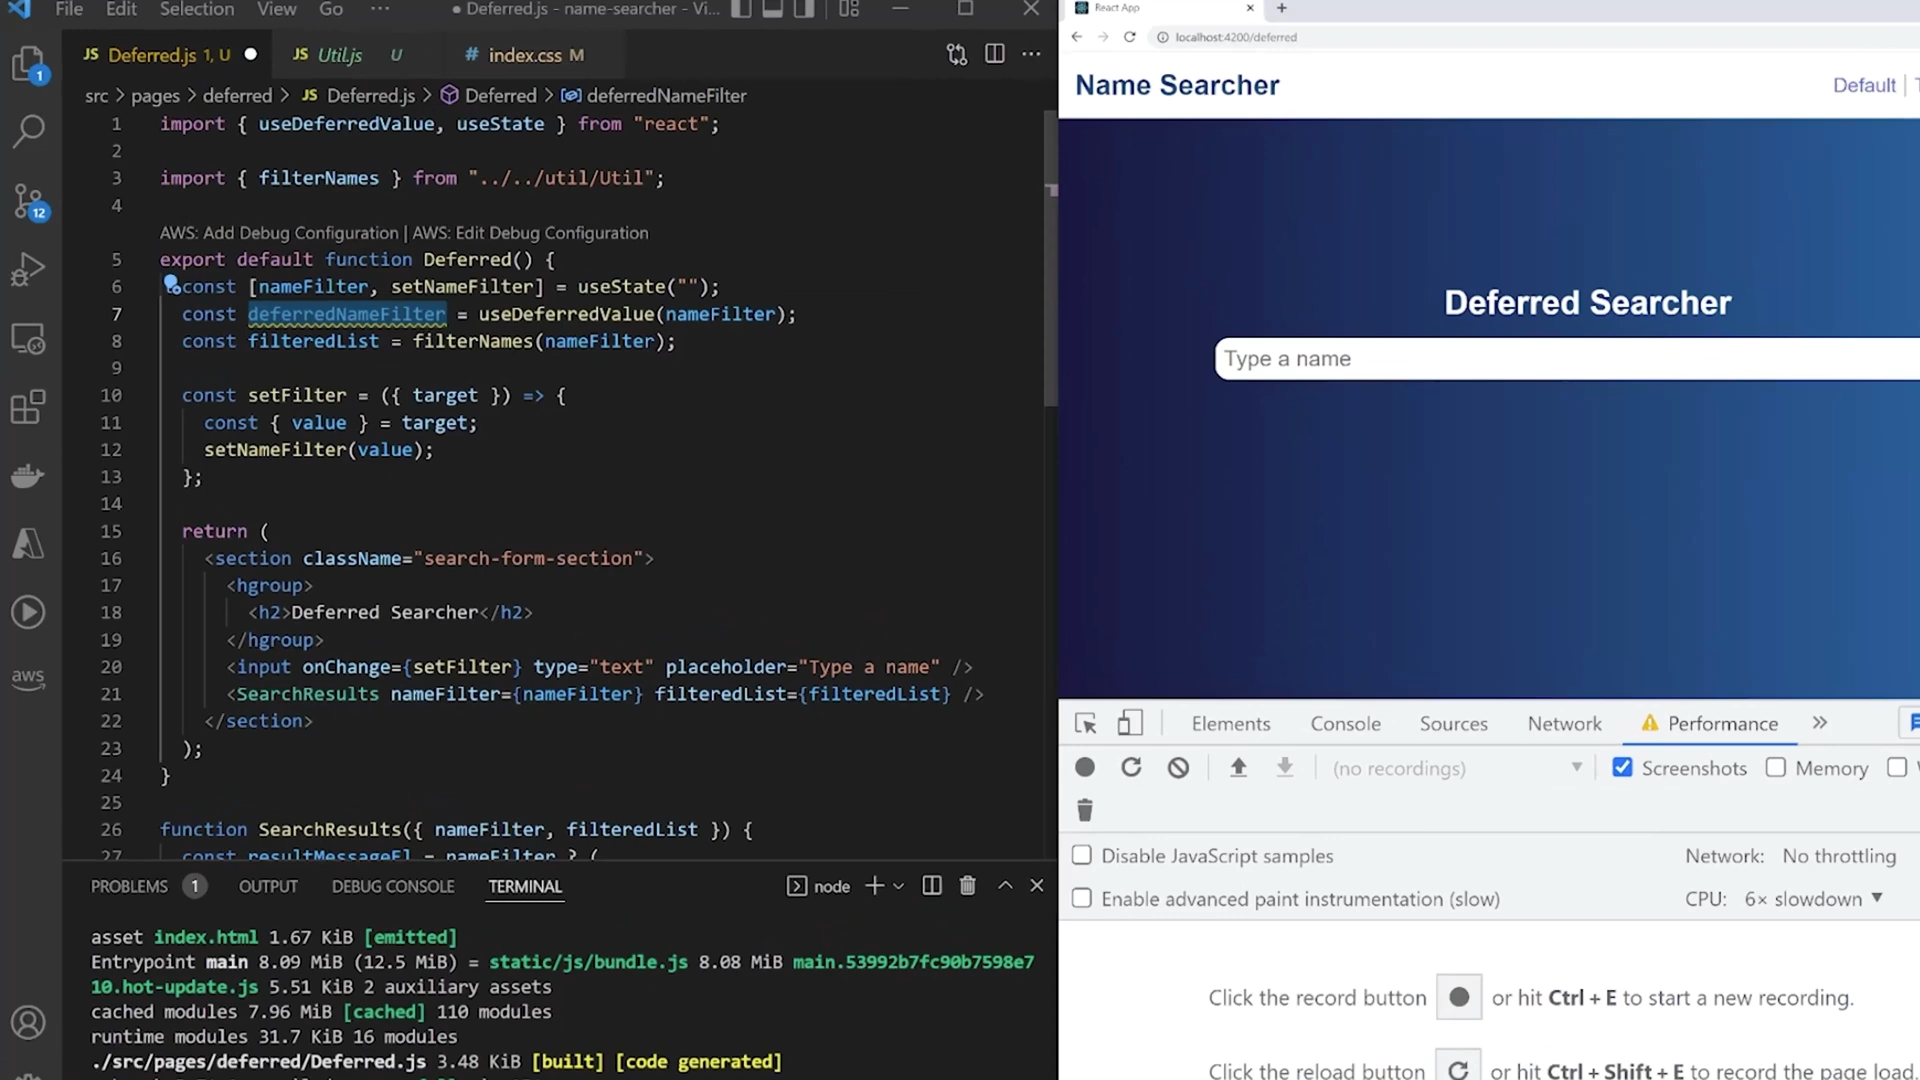 File Edit Selection View Go ··· ● Deferred.js - name-searcher - Vi...
JS Deferred.js 1, U ●
JS Util.js U
# index.css M
src > pages > deferred > JS Deferred.js > Deferred > deferredNameFilter
1 import { useDeferredValue, useState } from "react";
2
3 import { filterNames } from "../../util/Util";
4
AWS: Add Debug Configuration | AWS: Edit Debug Configuration
5 export default function Deferred() {
6 const [nameFilter, setNameFilter] = useState("");
7 const deferredNameFilter = useDeferredValue(nameFilter);
8 const filteredList = filterNames(nameFilter);
9
10 const setFilter = ({ target }) => {
11 const { value } = target;
12 setNameFilter(value);
13 };
14
15 return (
16 <section className="search-form-section">
17 <hgroup>
18 <h2>Deferred Searcher</h2>
19 </hgroup>
20 <input onChange={setFilter} type="text" placeholder="Type a name" />
21 <SearchResults nameFilter={nameFilter} filteredList={filteredList} />
22 </section>
23 );
24 }
25
26 function SearchResults({ nameFilter, filteredList }) {
27 const resultMessageEl = nameFilter ? (
1
12
aws
PROBLEMS 1 OUTPUT DEBUG CONSOLE TERMINAL node
asset index.html 1.67 KiB [emitted]
Entrypoint main 8.09 MiB (12.5 MiB) = static/js/bundle.js 8.08 MiB main.53992b7fc90b7598e7
10.hot-update.js 5.51 KiB 2 auxiliary assets
cached modules 7.96 MiB [cached] 110 modules
runtime modules 31.7 KiB 16 modules
./src/pages/deferred/Deferred.js 3.48 KiB [built] [code generated]
React App
localhost:4200/deferred
Name Searcher
Default |
Deferred Searcher
Type a name
Elements Console Sources Network Performance
(no recordings) Screenshots Memory
Disable JavaScript samples
Network: No throttling
Enable advanced paint instrumentation (slow)
CPU: 6× slowdown
Click the record button or hit Ctrl + E to start a new recording.
Click the reload button or hit Ctrl + Shift + E to record the page load.